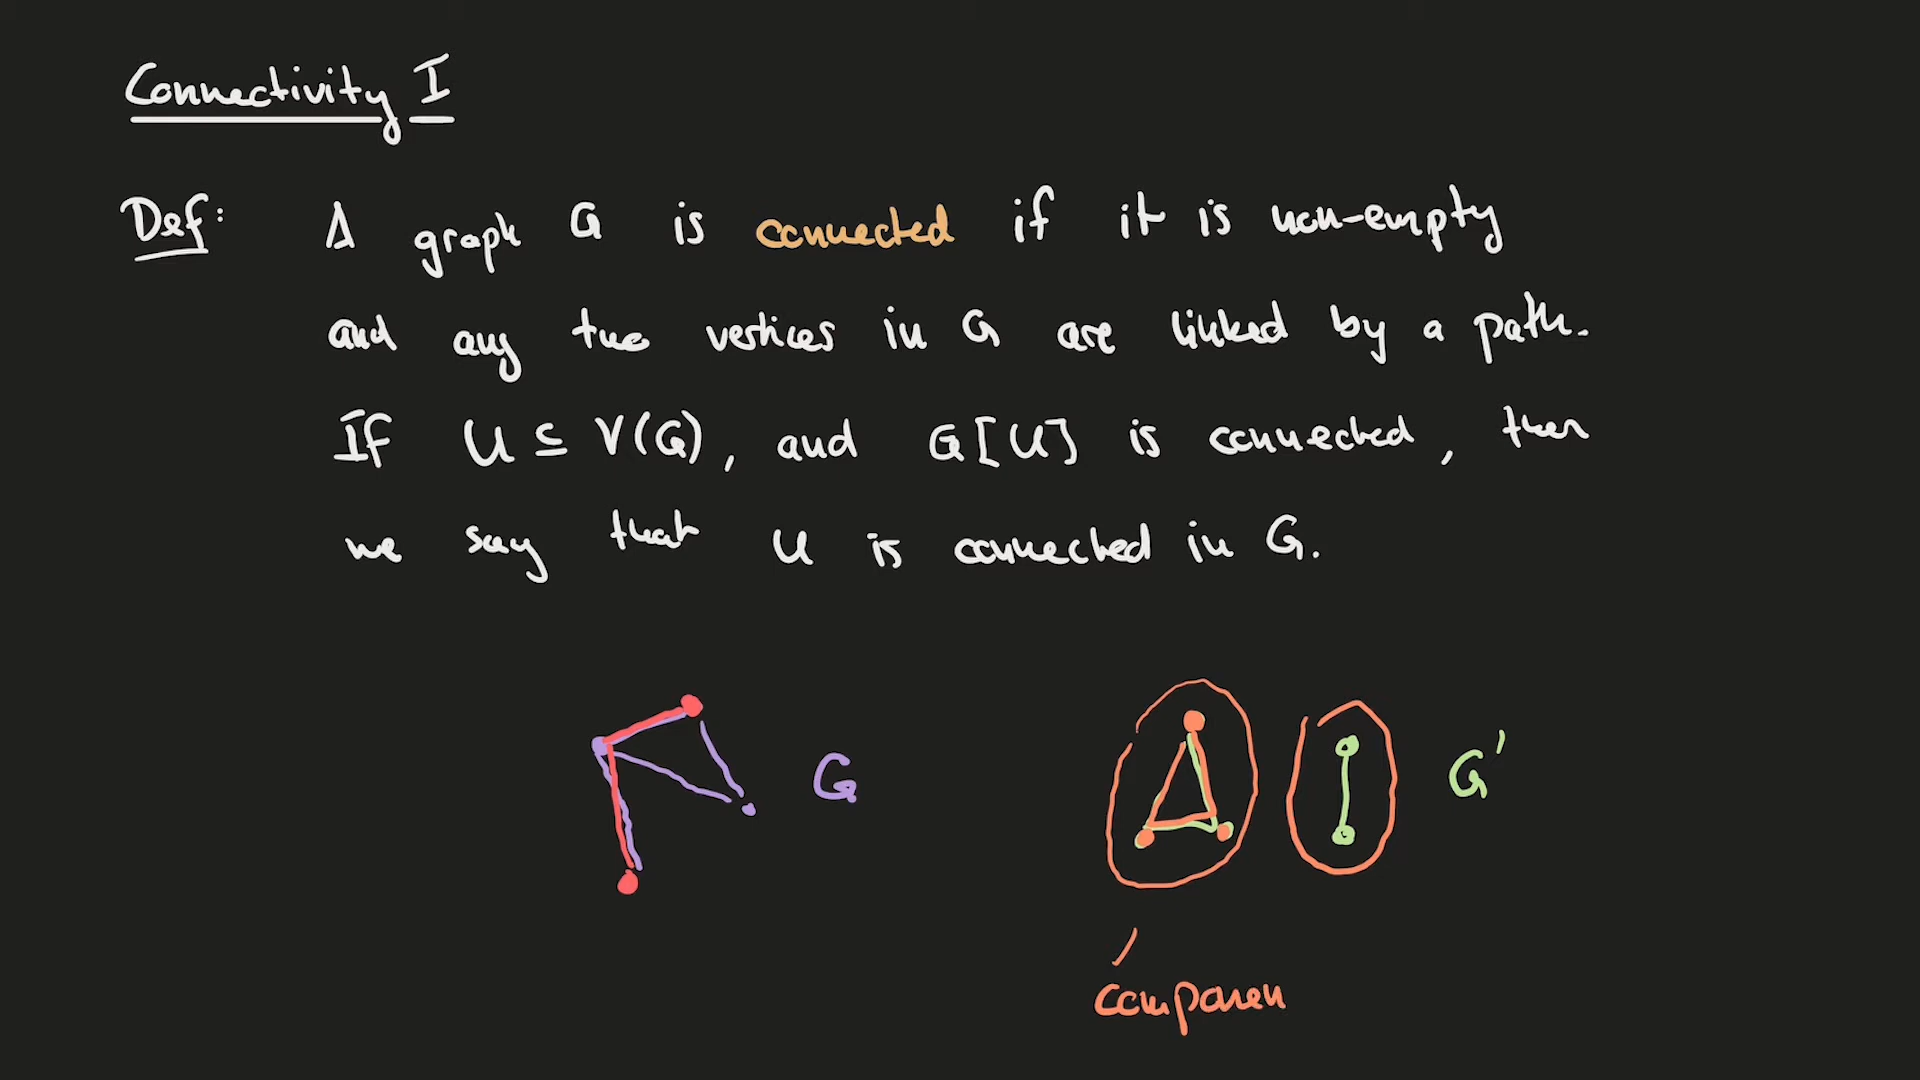 Connectivity I
Def: A graph G is connected if it is non-empty
and any two vertices in G are linked by a path.
If U ⊆ V(G), and G[U] is connected, then
we say that U is connected in G.
G
G'
componen